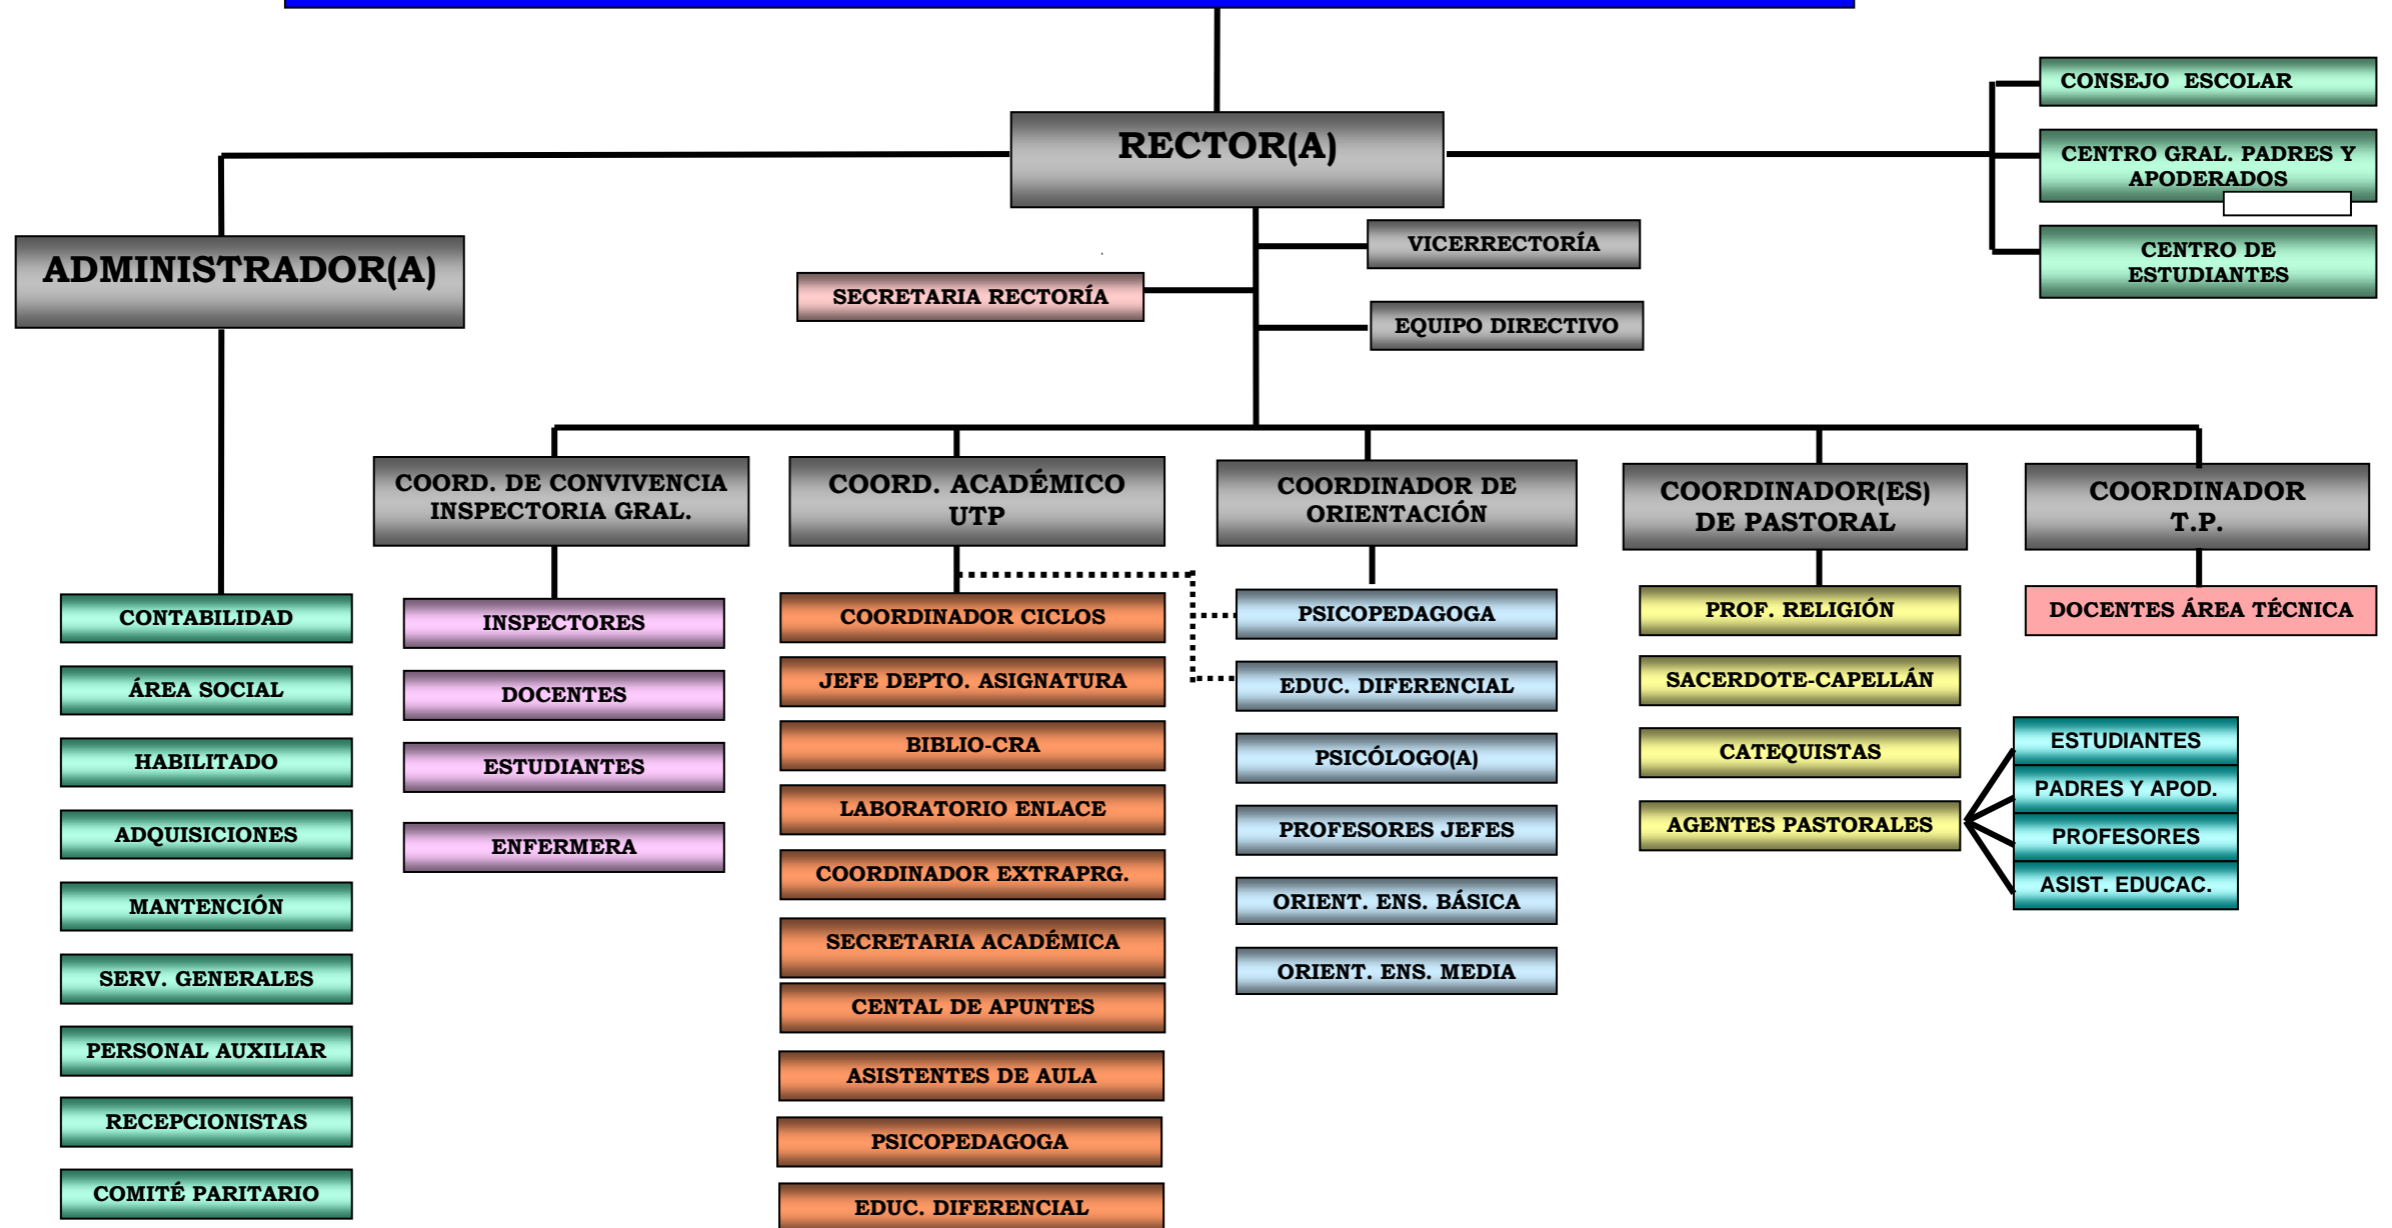 CONSEJO ESCOLAR
RECTOR(A)
CENTRO GRAL. PADRES Y
APODERADOS
VICERRECTORÍA
CENTRO DE
ESTUDIANTES
ADMINISTRADOR(A)
SECRETARIA RECTORÍA
EQUIPO DIRECTIVO
COORD. DE CONVIVENCIA
INSPECTORIA GRAL.
COORD. ACADÉMICO
UTP
COORDINADOR DE
ORIENTACIÓN
COORDINADOR(ES)
DE PASTORAL
COORDINADOR
T.P.
CONTABILIDAD
ÁREA SOCIAL
HABILITADO
ADQUISICIONES
MANTENCIÓN
SERV. GENERALES
PERSONAL AUXILIAR
RECEPCIONISTAS
COMITÉ PARITARIO
INSPECTORES
DOCENTES
ESTUDIANTES
ENFERMERA
COORDINADOR CICLOS
JEFE DEPTO. ASIGNATURA
BIBLIO-CRA
LABORATORIO ENLACE
COORDINADOR EXTRAPRG.
SECRETARIA ACADÉMICA
CENTAL DE APUNTES
ASISTENTES DE AULA
PSICOPEDAGOGA
EDUC. DIFERENCIAL
PSICOPEDAGOGA
EDUC. DIFERENCIAL
PSICÓLOGO(A)
PROFESORES JEFES
ORIENT. ENS. BÁSICA
ORIENT. ENS. MEDIA
PROF. RELIGIÓN
SACERDOTE-CAPELLÁN
CATEQUISTAS
AGENTES PASTORALES
ESTUDIANTES
PADRES Y APOD.
PROFESORES
ASIST. EDUCAC.
DOCENTES ÁREA TÉCNICA